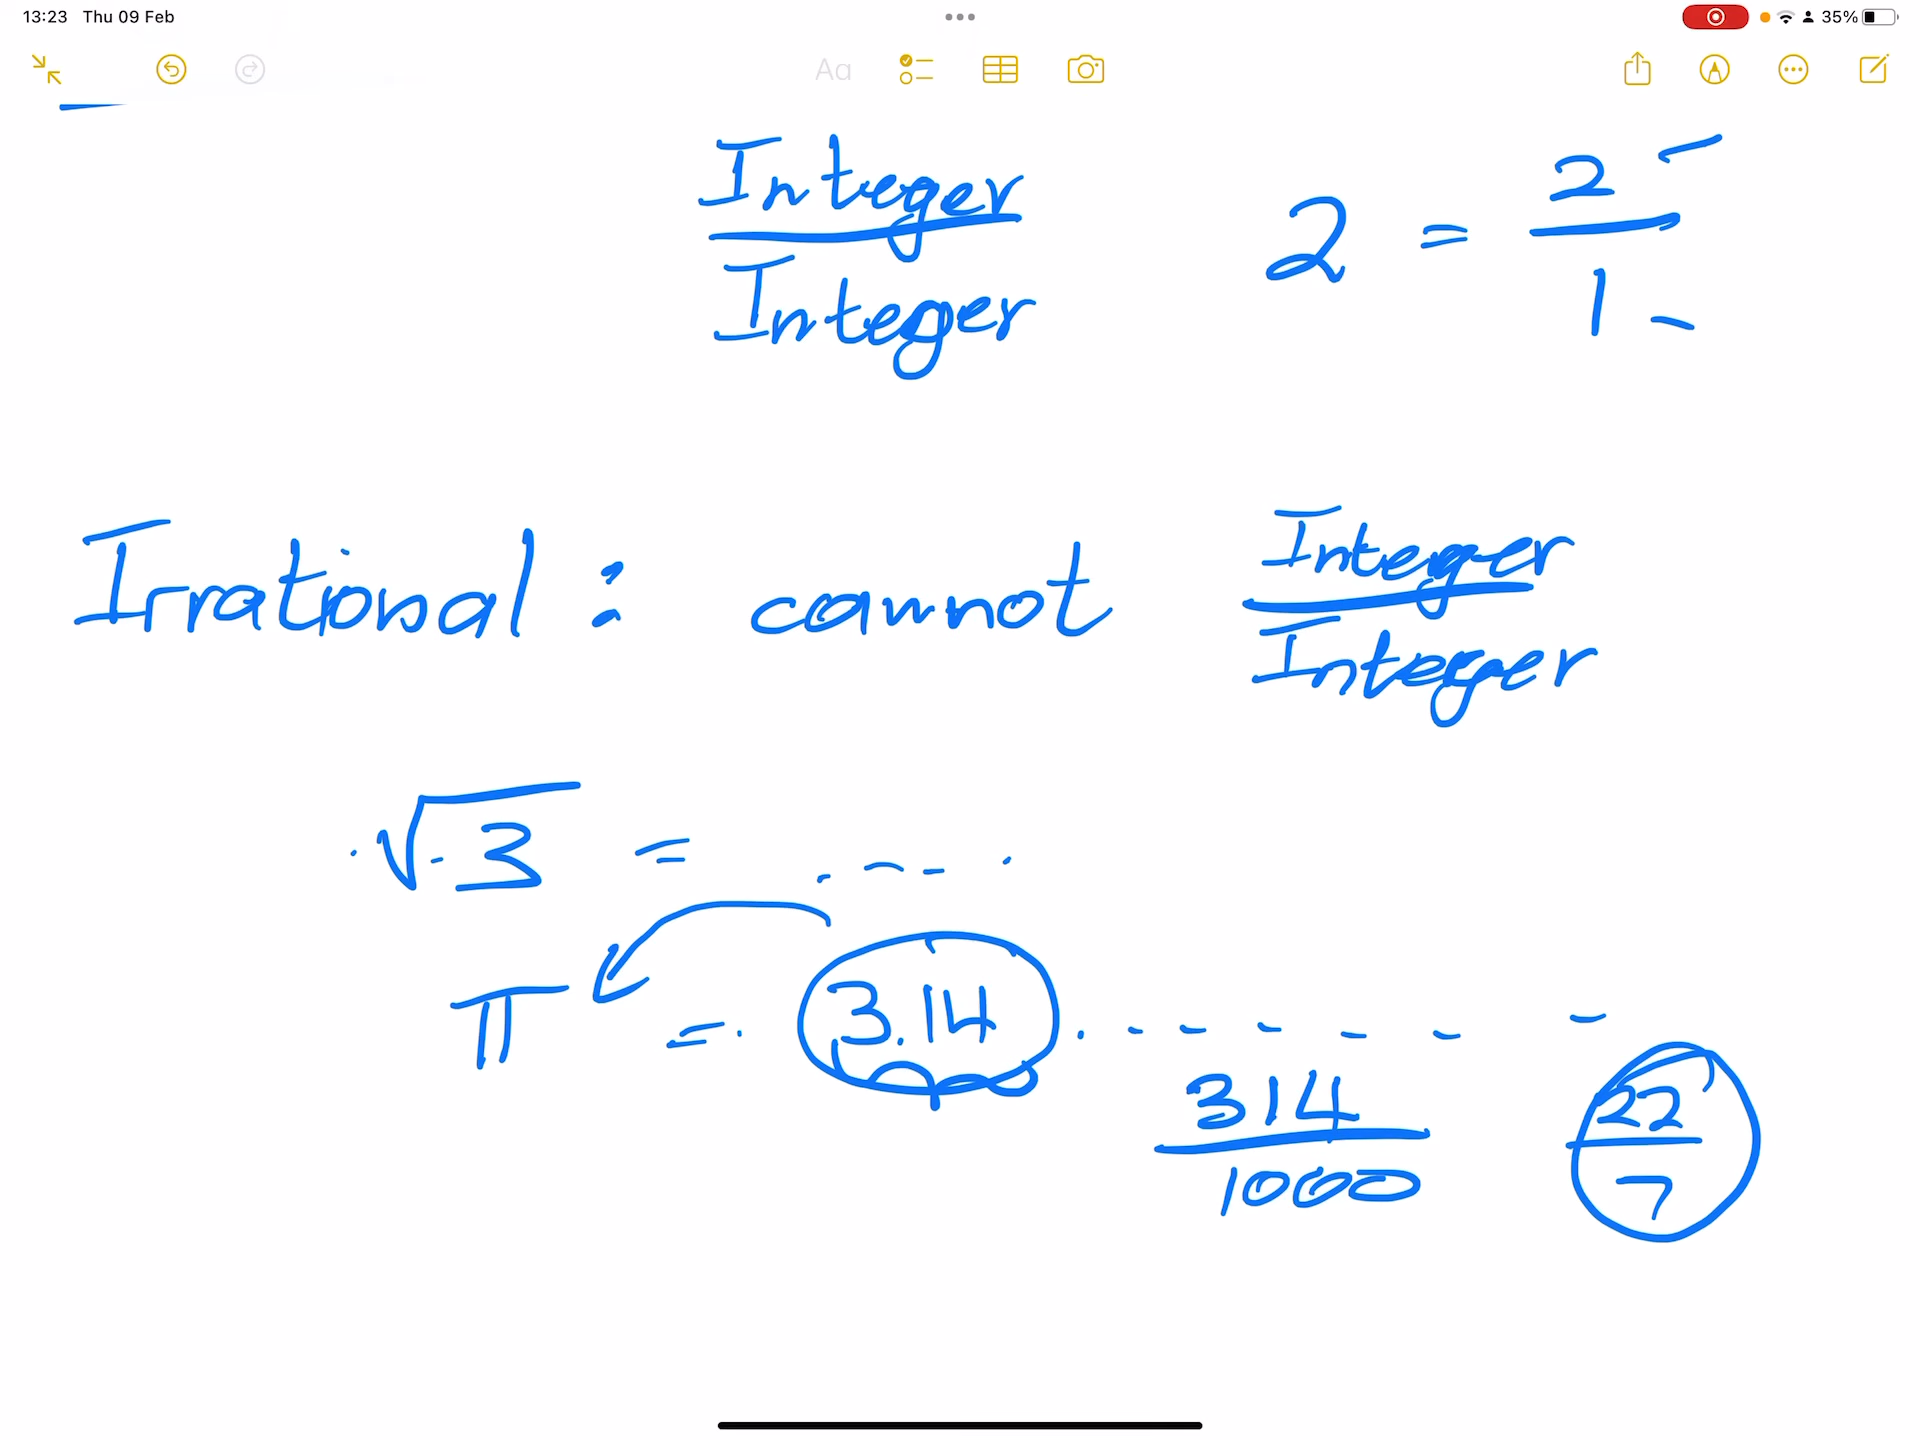 13:23 Thu 09 Feb 35%
Aa
Integer
Integer
2 = 2
1
Irrational : cannot Integer
Integer
√3 =
π = 3.14
314
1000
22
7